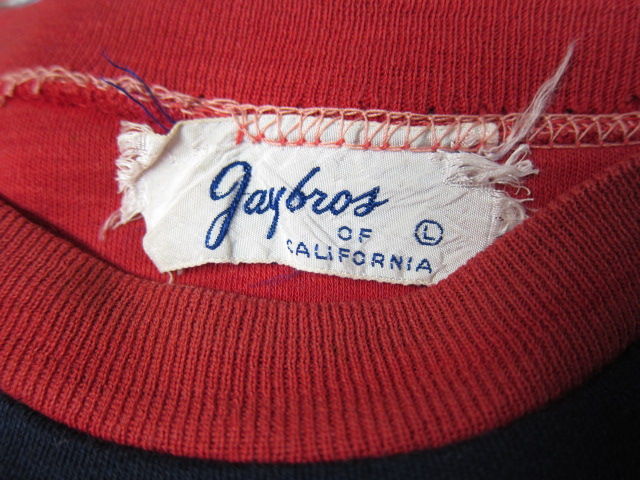 gaybros
OF Ⓛ
CALIFORNIA